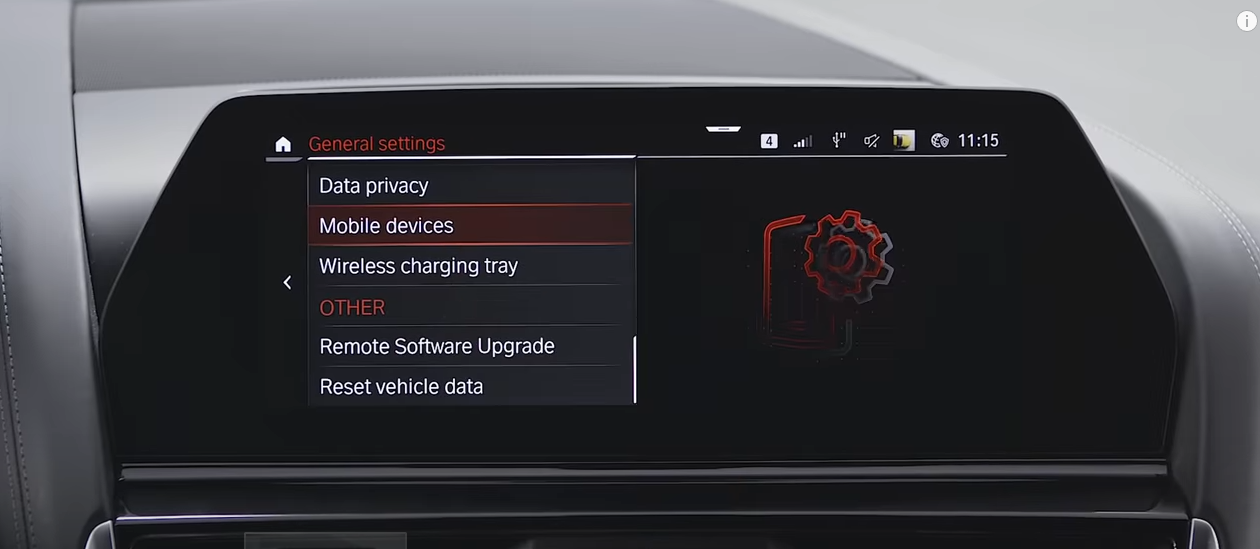 General settings
4
11:15
Data privacy
Mobile devices
Wireless charging tray
OTHER
Remote Software Upgrade
Reset vehicle data